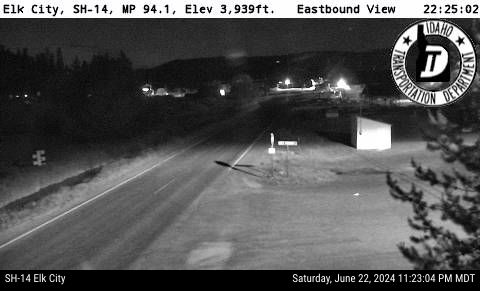 Elk City, SH-14, MP 94.1, Elev 3,939ft. Eastbound View 22:25:02
IDAHO
TRANSPORTATION DEPARTMENT
SH-14 Elk City Saturday, June 22, 2024 11:23:04 PM MDT